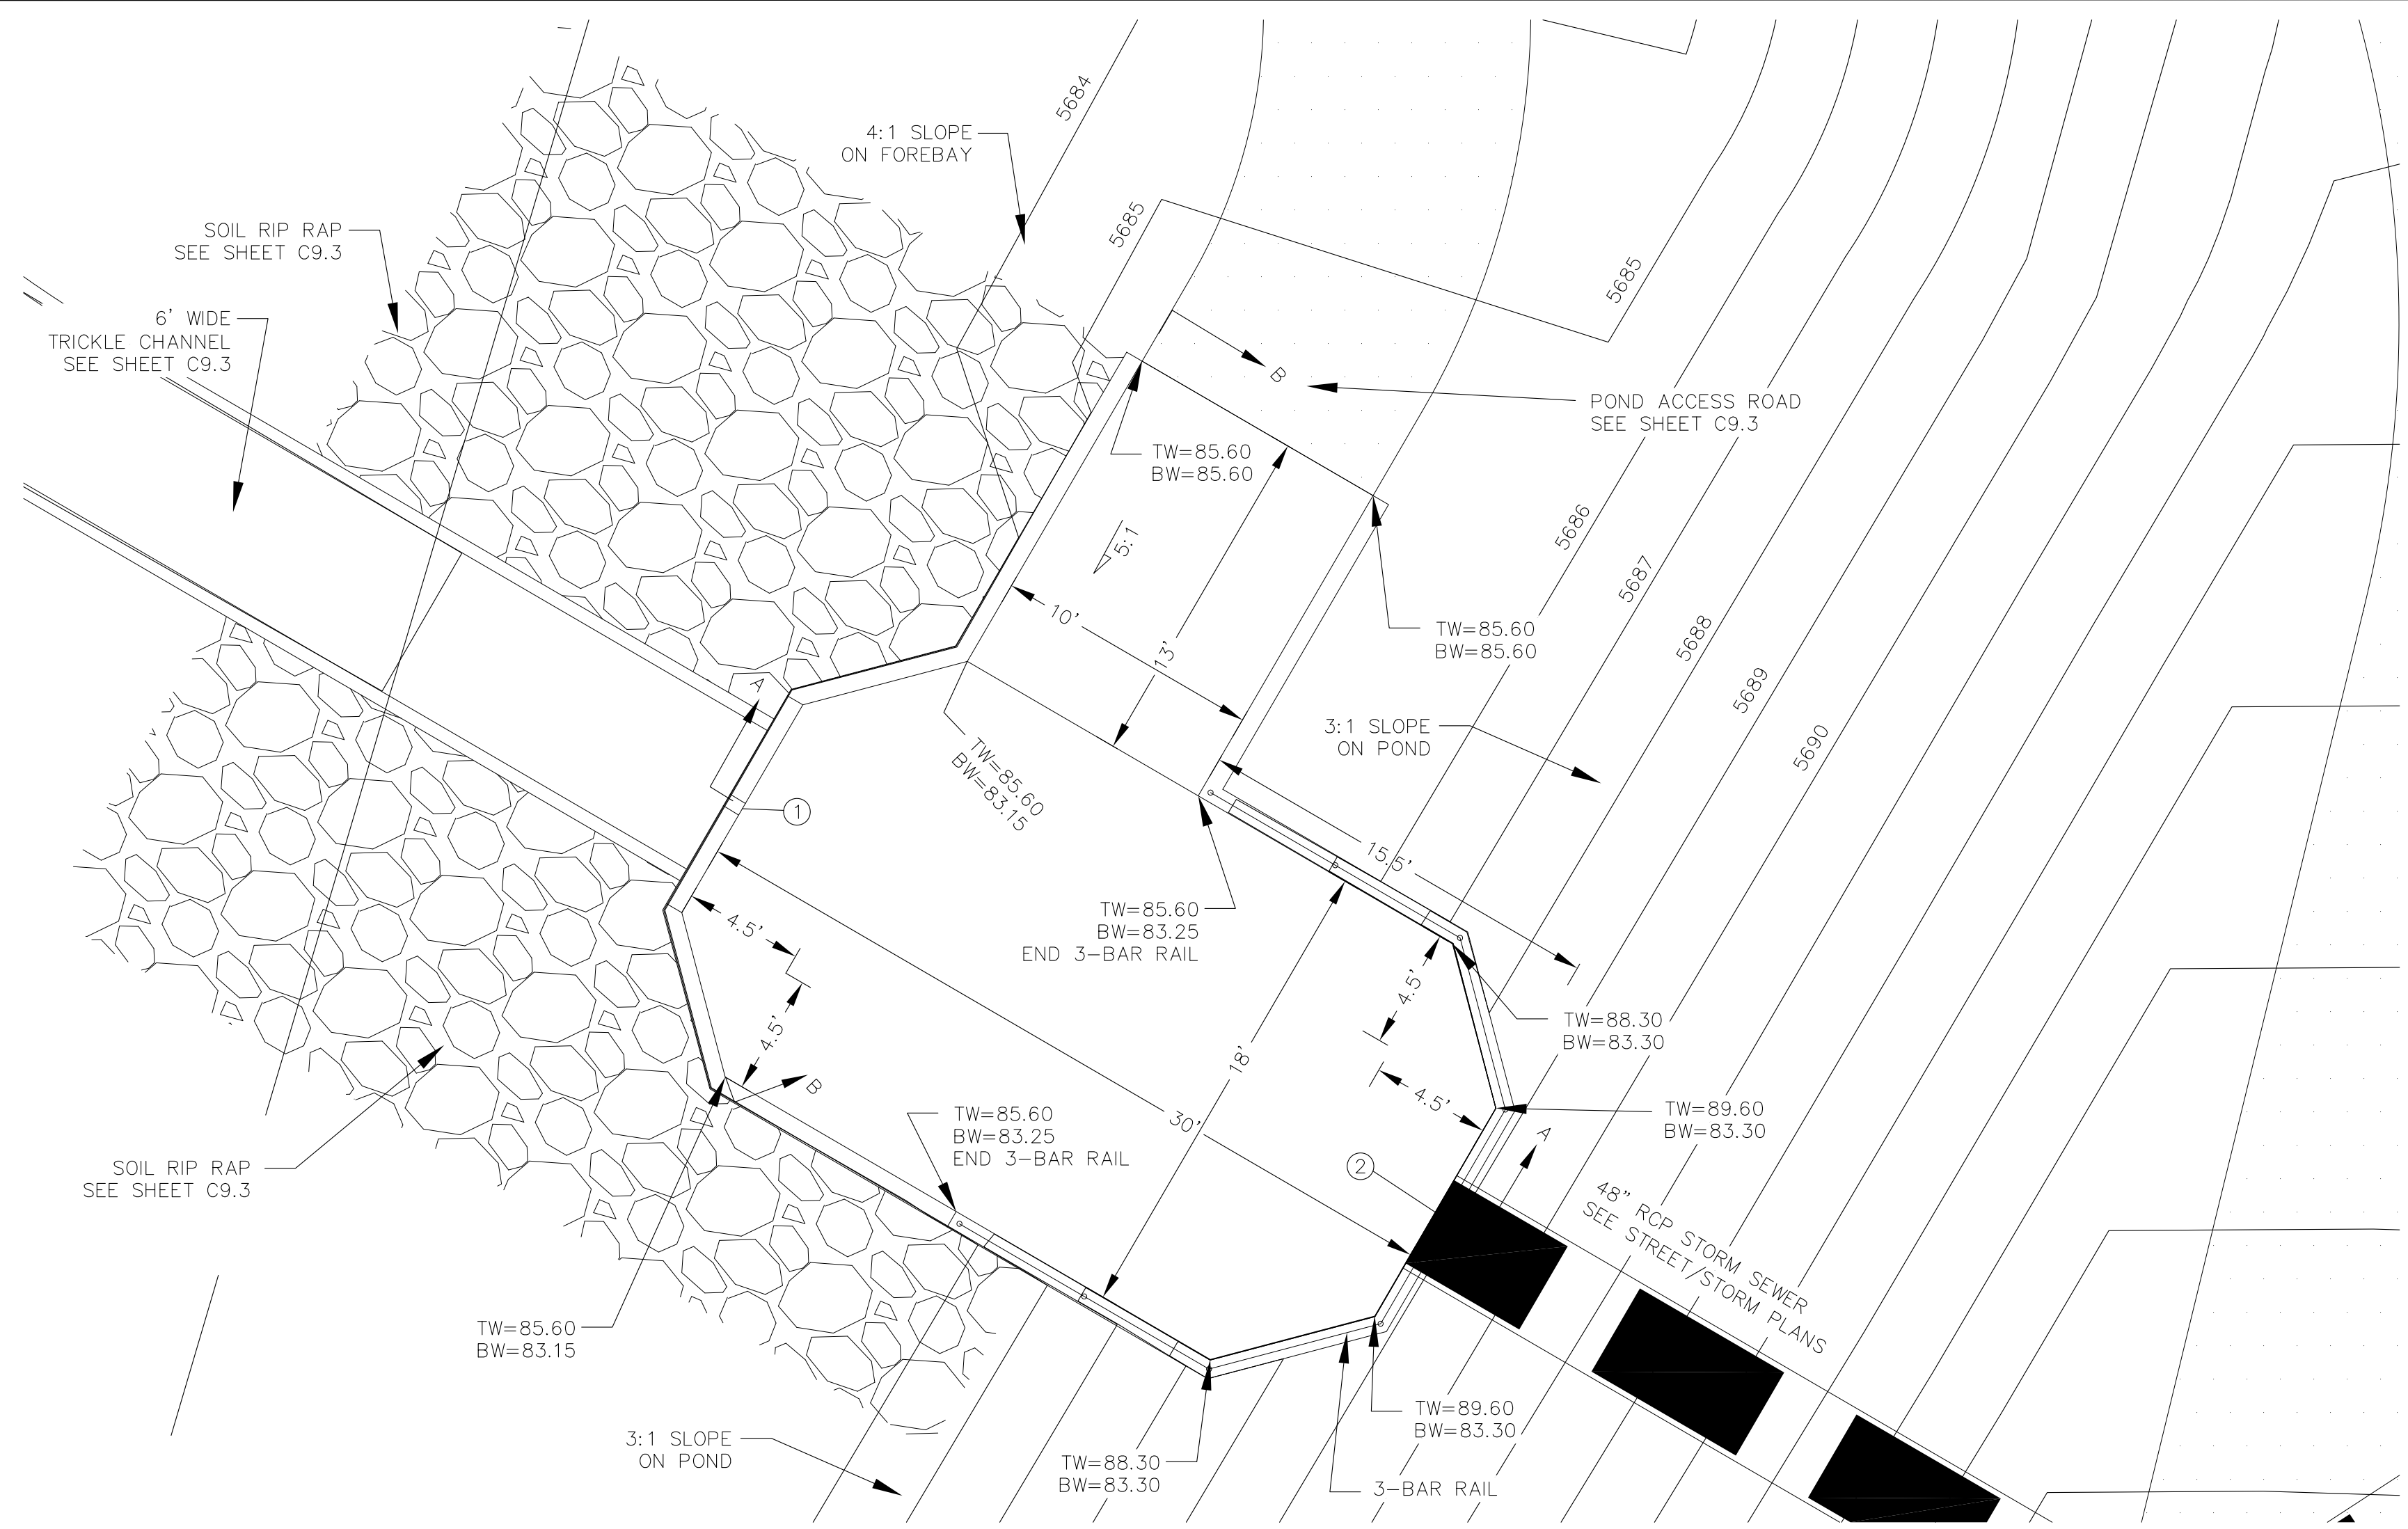 5684
4:1 SLOPE
ON FOREBAY
5685
SOIL RIP RAP
SEE SHEET C9.3
5685
6' WIDE
TRICKLE CHANNEL
SEE SHEET C9.3
B
POND ACCESS ROAD
SEE SHEET C9.3
TW=85.60
BW=85.60
5:1
5686
5687
10'
13'
TW=85.60
BW=85.60
5688
5689
5690
A
3:1 SLOPE
ON POND
TW=85.60
BW=83.15
1
15.5'
4.5'
TW=85.60
BW=83.25
END 3-BAR RAIL
4.5'
4.5'
TW=88.30
BW=83.30
18'
B
4.5'
30'
TW=85.60
BW=83.25
END 3-BAR RAIL
TW=89.60
BW=83.30
A
2
SOIL RIP RAP
SEE SHEET C9.3
48" RCP STORM SEWER
SEE STREET/STORM PLANS
TW=85.60
BW=83.15
TW=89.60
BW=83.30
3:1 SLOPE
ON POND
TW=88.30
BW=83.30
3-BAR RAIL